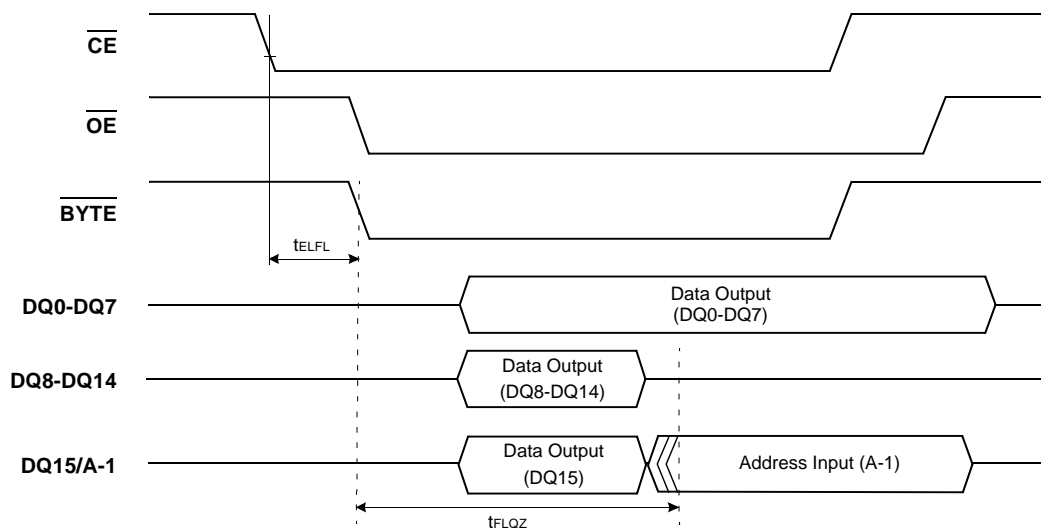 CE
OE
BYTE
tELFL
DQ0-DQ7
Data Output
(DQ0-DQ7)
DQ8-DQ14
Data Output
(DQ8-DQ14)
DQ15/A-1
Data Output
(DQ15)
Address Input (A-1)
tFLQZ